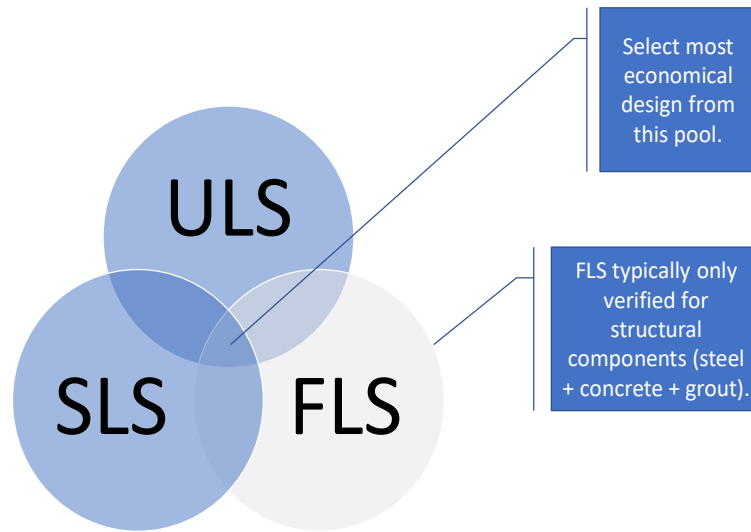 Select most
economical
design from
this pool.
ULS
FLS typically only
verified for
structural
components (steel
+ concrete + grout).
SLS
FLS